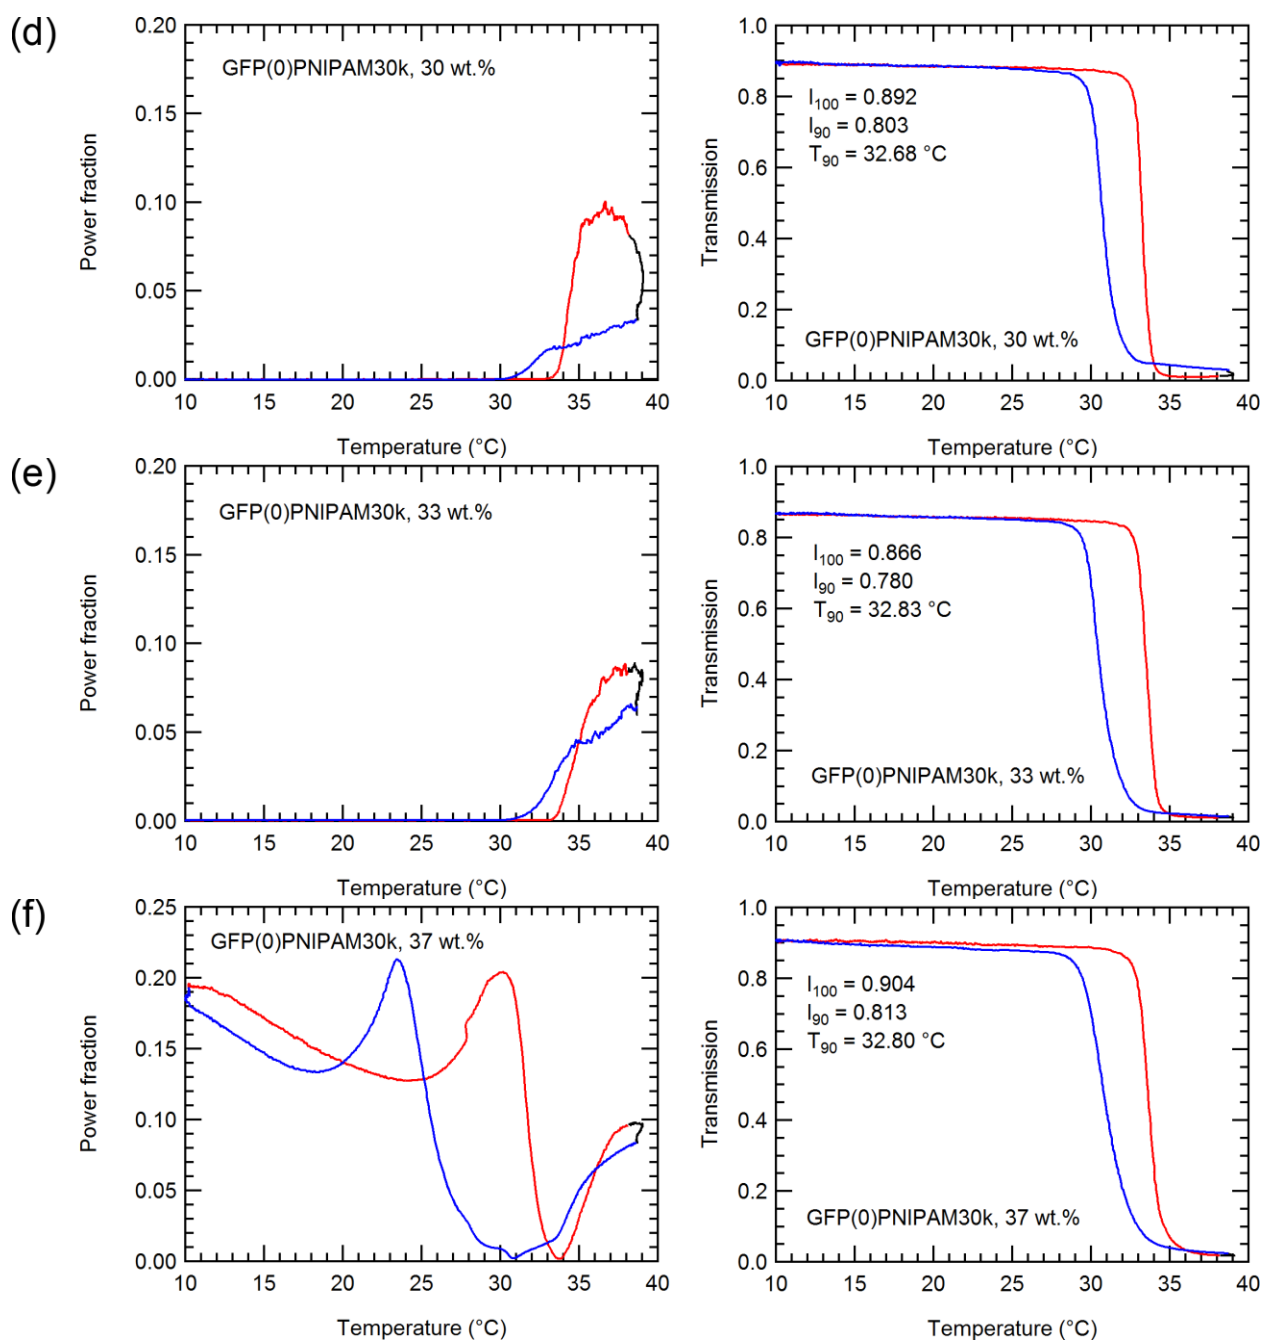 (d)
0.20
0.15
0.10
0.05
0.00
Power fraction
GFP(0)PNIPAM30k, 30 wt.%
10 15 20 25 30 35 40
Temperature (°C)
1.0
0.8
0.6
0.4
0.2
0.0
Transmission
I100 = 0.892
I90 = 0.803
T90 = 32.68 °C
GFP(0)PNIPAM30k, 30 wt.%
10 15 20 25 30 35 40
Temperature (°C)
(e)
0.20
0.15
0.10
0.05
0.00
Power fraction
GFP(0)PNIPAM30k, 33 wt.%
10 15 20 25 30 35 40
Temperature (°C)
1.0
0.8
0.6
0.4
0.2
0.0
Transmission
I100 = 0.866
I90 = 0.780
T90 = 32.83 °C
GFP(0)PNIPAM30k, 33 wt.%
10 15 20 25 30 35 40
Temperature (°C)
(f)
0.25
0.20
0.15
0.10
0.05
0.00
Power fraction
GFP(0)PNIPAM30k, 37 wt.%
10 15 20 25 30 35 40
Temperature (°C)
1.0
0.8
0.6
0.4
0.2
0.0
Transmission
I100 = 0.904
I90 = 0.813
T90 = 32.80 °C
GFP(0)PNIPAM30k, 37 wt.%
10 15 20 25 30 35 40
Temperature (°C)